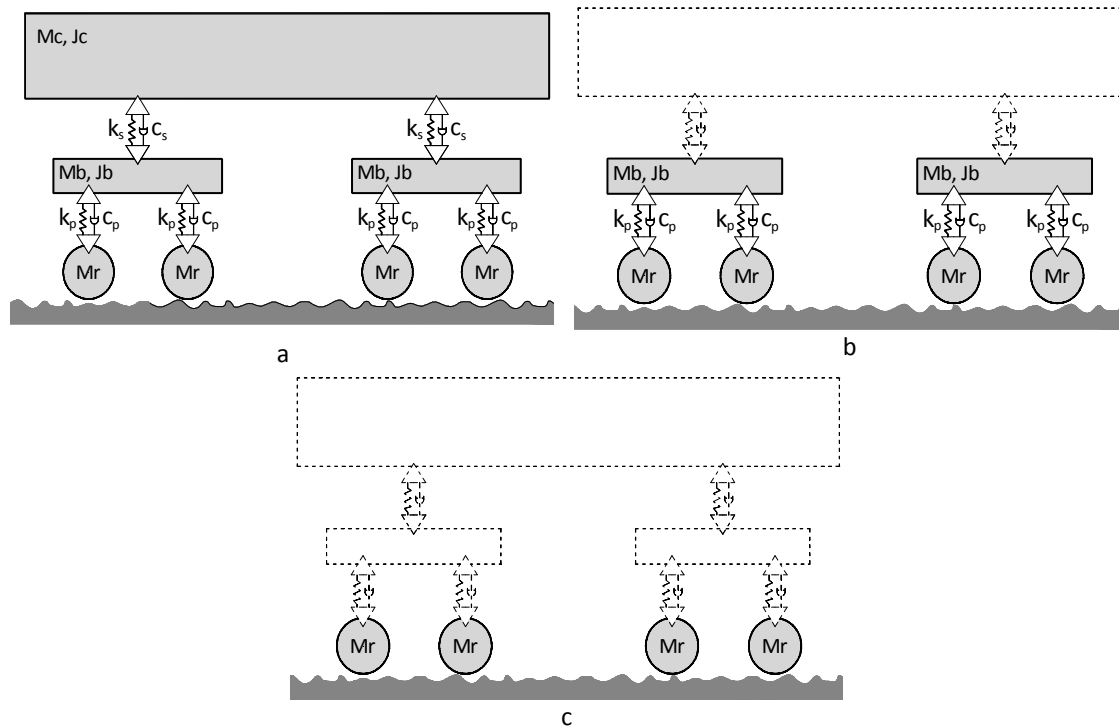 Mc, Jc
kₛ cₛ kₛ cₛ
Mb, Jb Mb, Jb
kₚ cₚ kₚ cₚ kₚ cₚ kₚ cₚ
Mr Mr Mr Mr
a
Mb, Jb Mb, Jb
kₚ cₚ kₚ cₚ kₚ cₚ kₚ cₚ
Mr Mr Mr Mr
b
Mr Mr Mr Mr
c